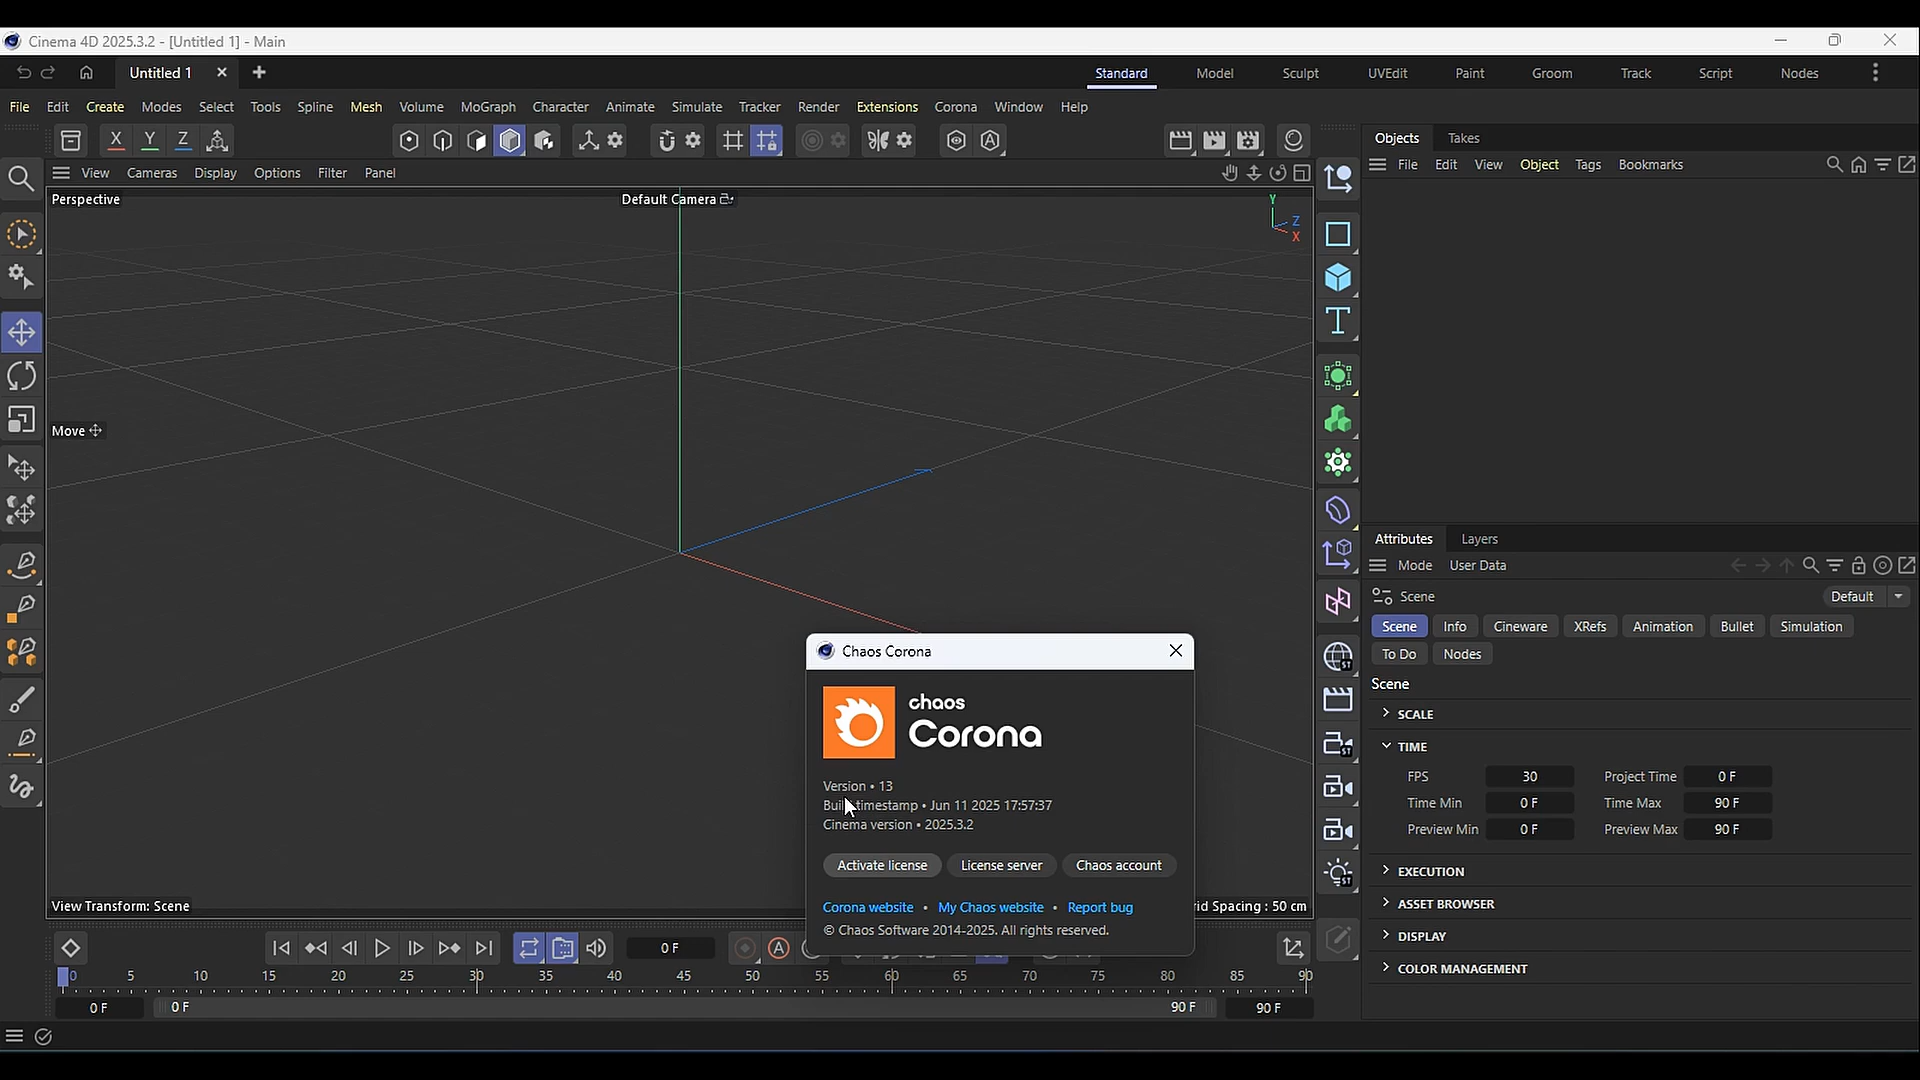 Cinema 4D 2025.3.2 - [Untitled 1] - Main
Untitled 1
Standard Model Sculpt UVEdit Paint Groom Track Script Nodes
File Edit Create Modes Select Tools Spline Mesh Volume MoGraph Character Animate Simulate Tracker Render Extensions Corona Window Help
X Y Z
View Cameras Display Options Filter Panel
Perspective
Default Camera
Y
Z
X
Move
View Transform: Scene
rid Spacing : 50 cm
Objects Takes
File Edit View Object Tags Bookmarks
Attributes Layers
Mode User Data
Scene
Default
Scene Info Cineware XRefs Animation Bullet Simulation
To Do Nodes
Scene
SCALE
TIME
FPS 30 Project Time 0 F
Time Min 0 F Time Max 90 F
Preview Min 0 F Preview Max 90 F
EXECUTION
ASSET BROWSER
DISPLAY
COLOR MANAGEMENT
Chaos Corona
chaos
Corona
Version • 13
Buil timestamp • Jun 11 2025 17:57:37
Cinema version • 2025.3.2
Activate license License server Chaos account
Corona website • My Chaos website • Report bug
© Chaos Software 2014-2025. All rights reserved.
0 F
0 5 10 15 20 25 30 35 40 45 50 55 60 65 70 75 80 85 90
0 F 0 F 90 F 90 F